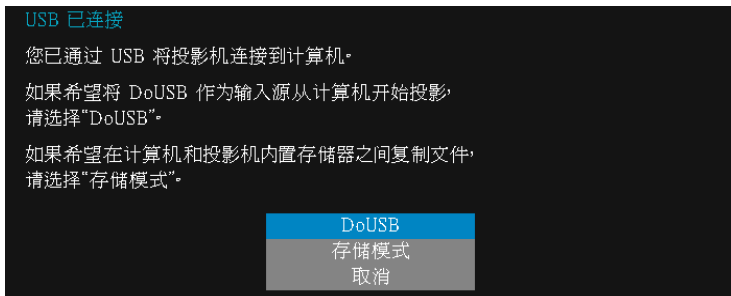 USB 已连接
您已通过 USB 将投影机连接到计算机。
如果希望将 DoUSB 作为输入源从计算机开始投影，
请选择“DoUSB”。
如果希望在计算机和投影机内置存储器之间复制文件，
请选择“存储模式”。
DoUSB
存储模式
取消